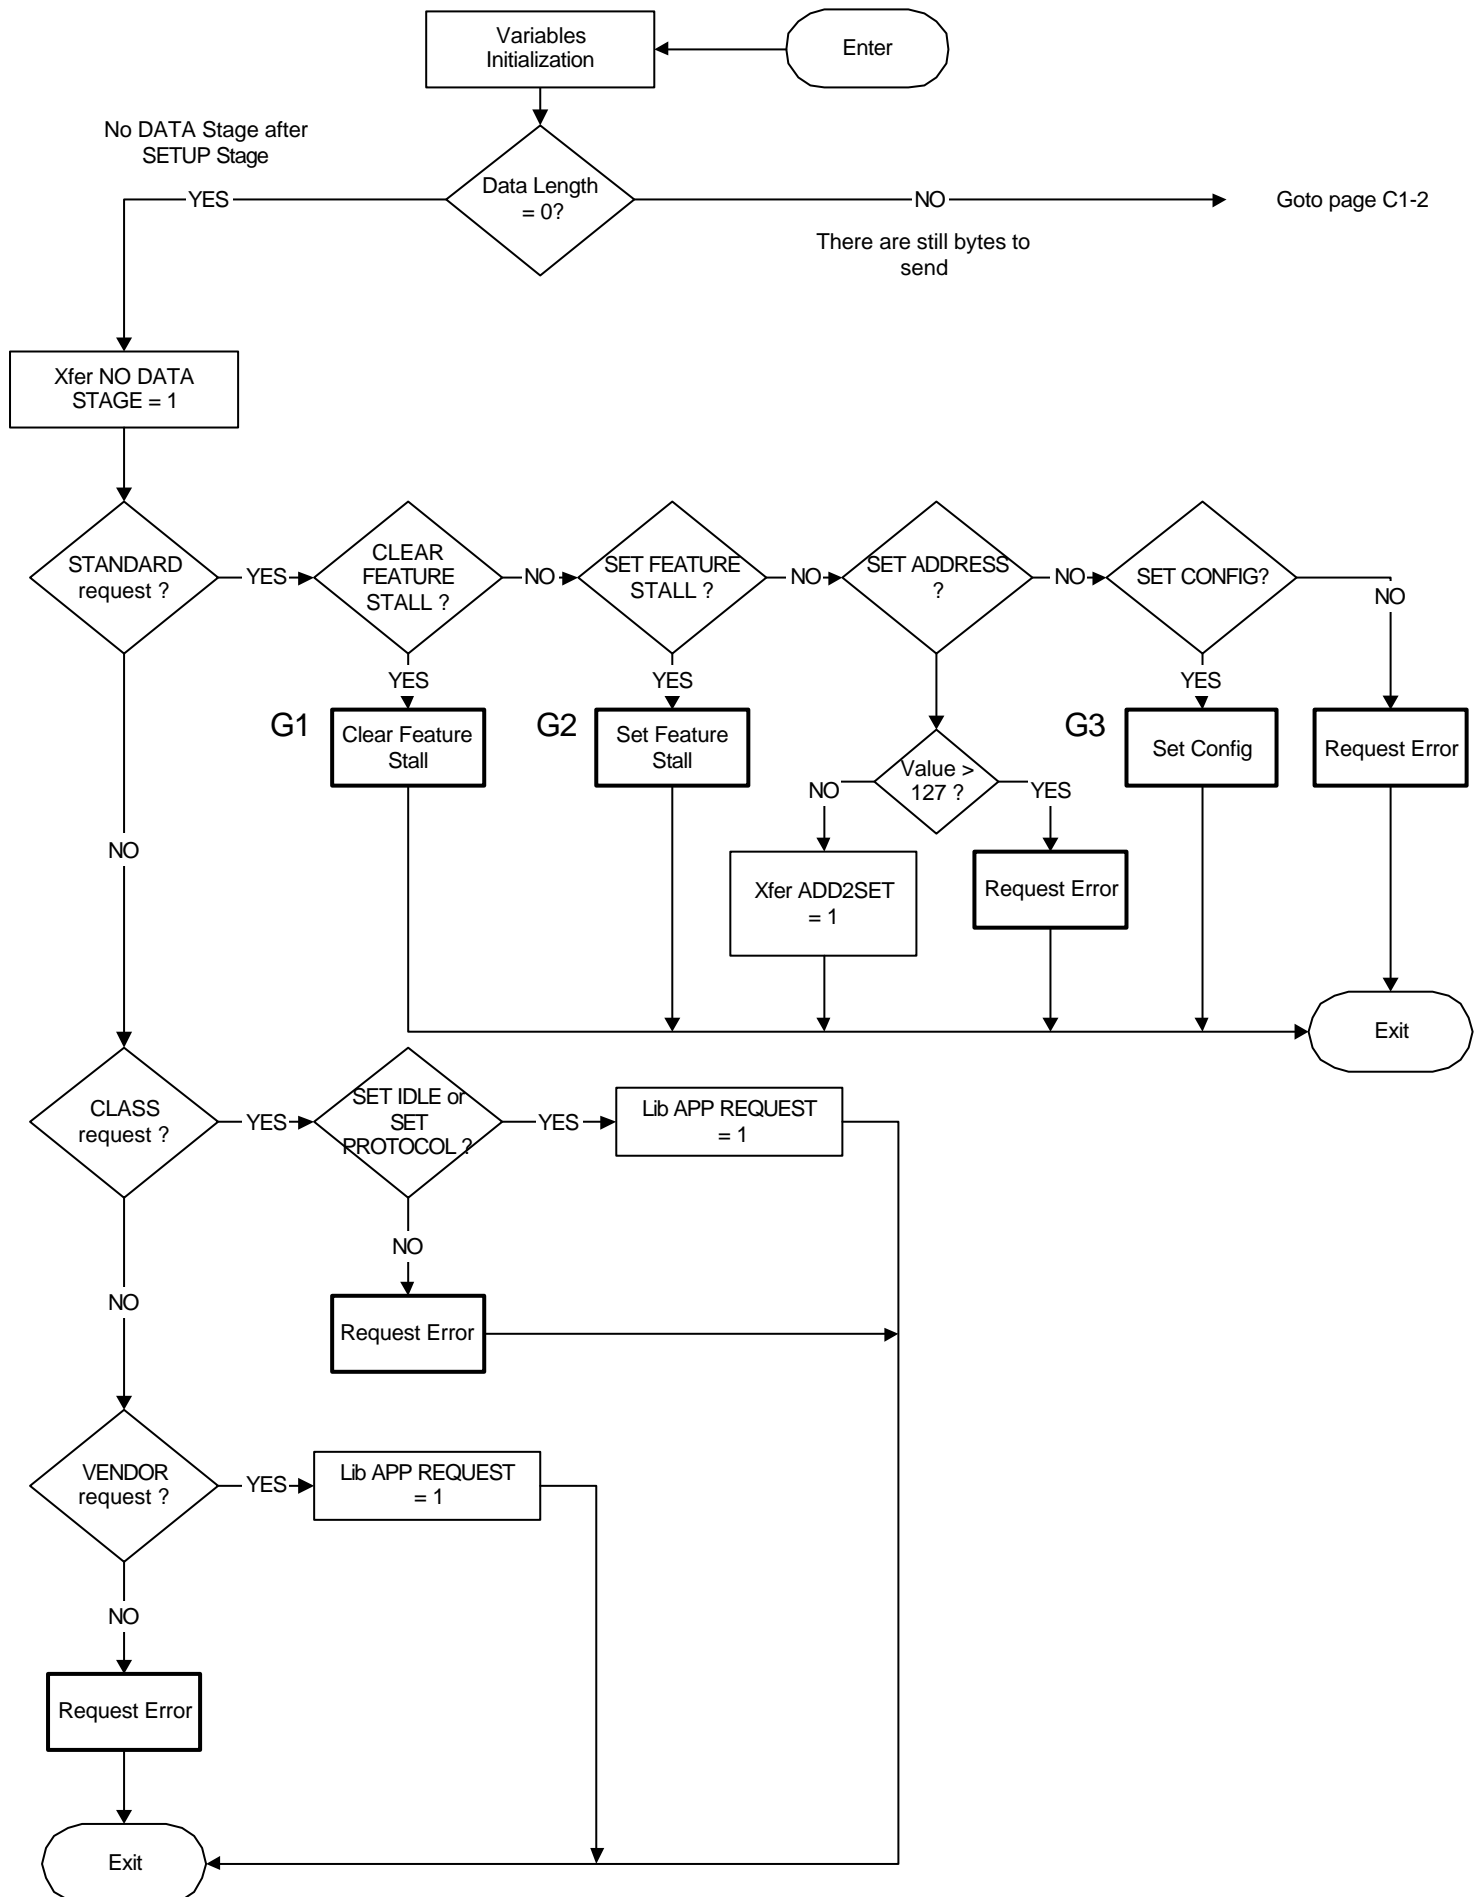 Variables
Initialization
Enter
No DATA Stage after
SETUP Stage
Data Length
= 0?
YES
NO
Goto page C1-2
There are still bytes to
send
Xfer NO DATA
STAGE = 1
STANDARD
request ?
YES
CLEAR
FEATURE
STALL ?
NO
SET FEATURE
STALL ?
NO
SET ADDRESS
?
NO
SET CONFIG?
NO
YES
YES
YES
G1
Clear Feature
Stall
G2
Set Feature
Stall
G3
Set Config
Request Error
Value >
127 ?
NO
YES
NO
Xfer ADD2SET
= 1
Request Error
Exit
CLASS
request ?
YES
SET IDLE or
SET
PROTOCOL ?
YES
Lib APP REQUEST
= 1
NO
NO
Request Error
VENDOR
request ?
YES
Lib APP REQUEST
= 1
NO
Request Error
Exit